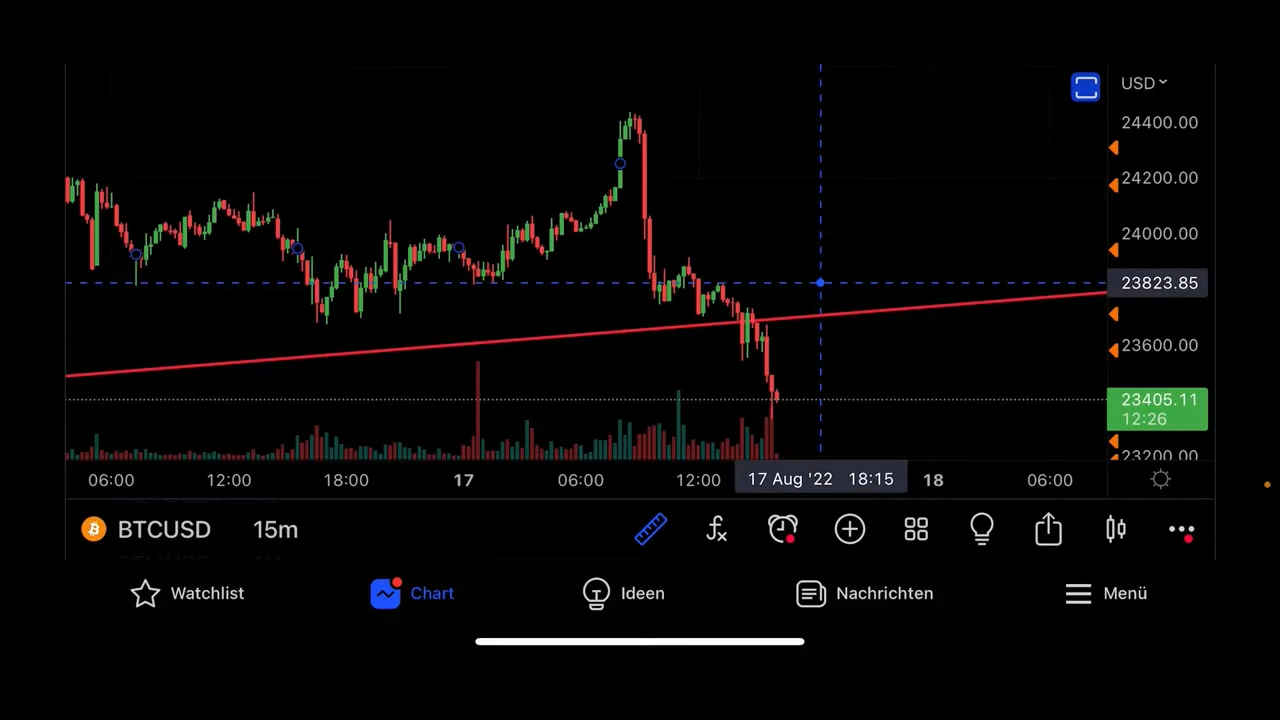 USD
24400.00
24200.00
24000.00
23823.85
23600.00
23405.11
12:26
23200.00
06:00 12:00 18:00 17 06:00 12:00 17 Aug '22 18:15 18 06:00
BTCUSD 15m
Watchlist Chart Ideen Nachrichten Menü